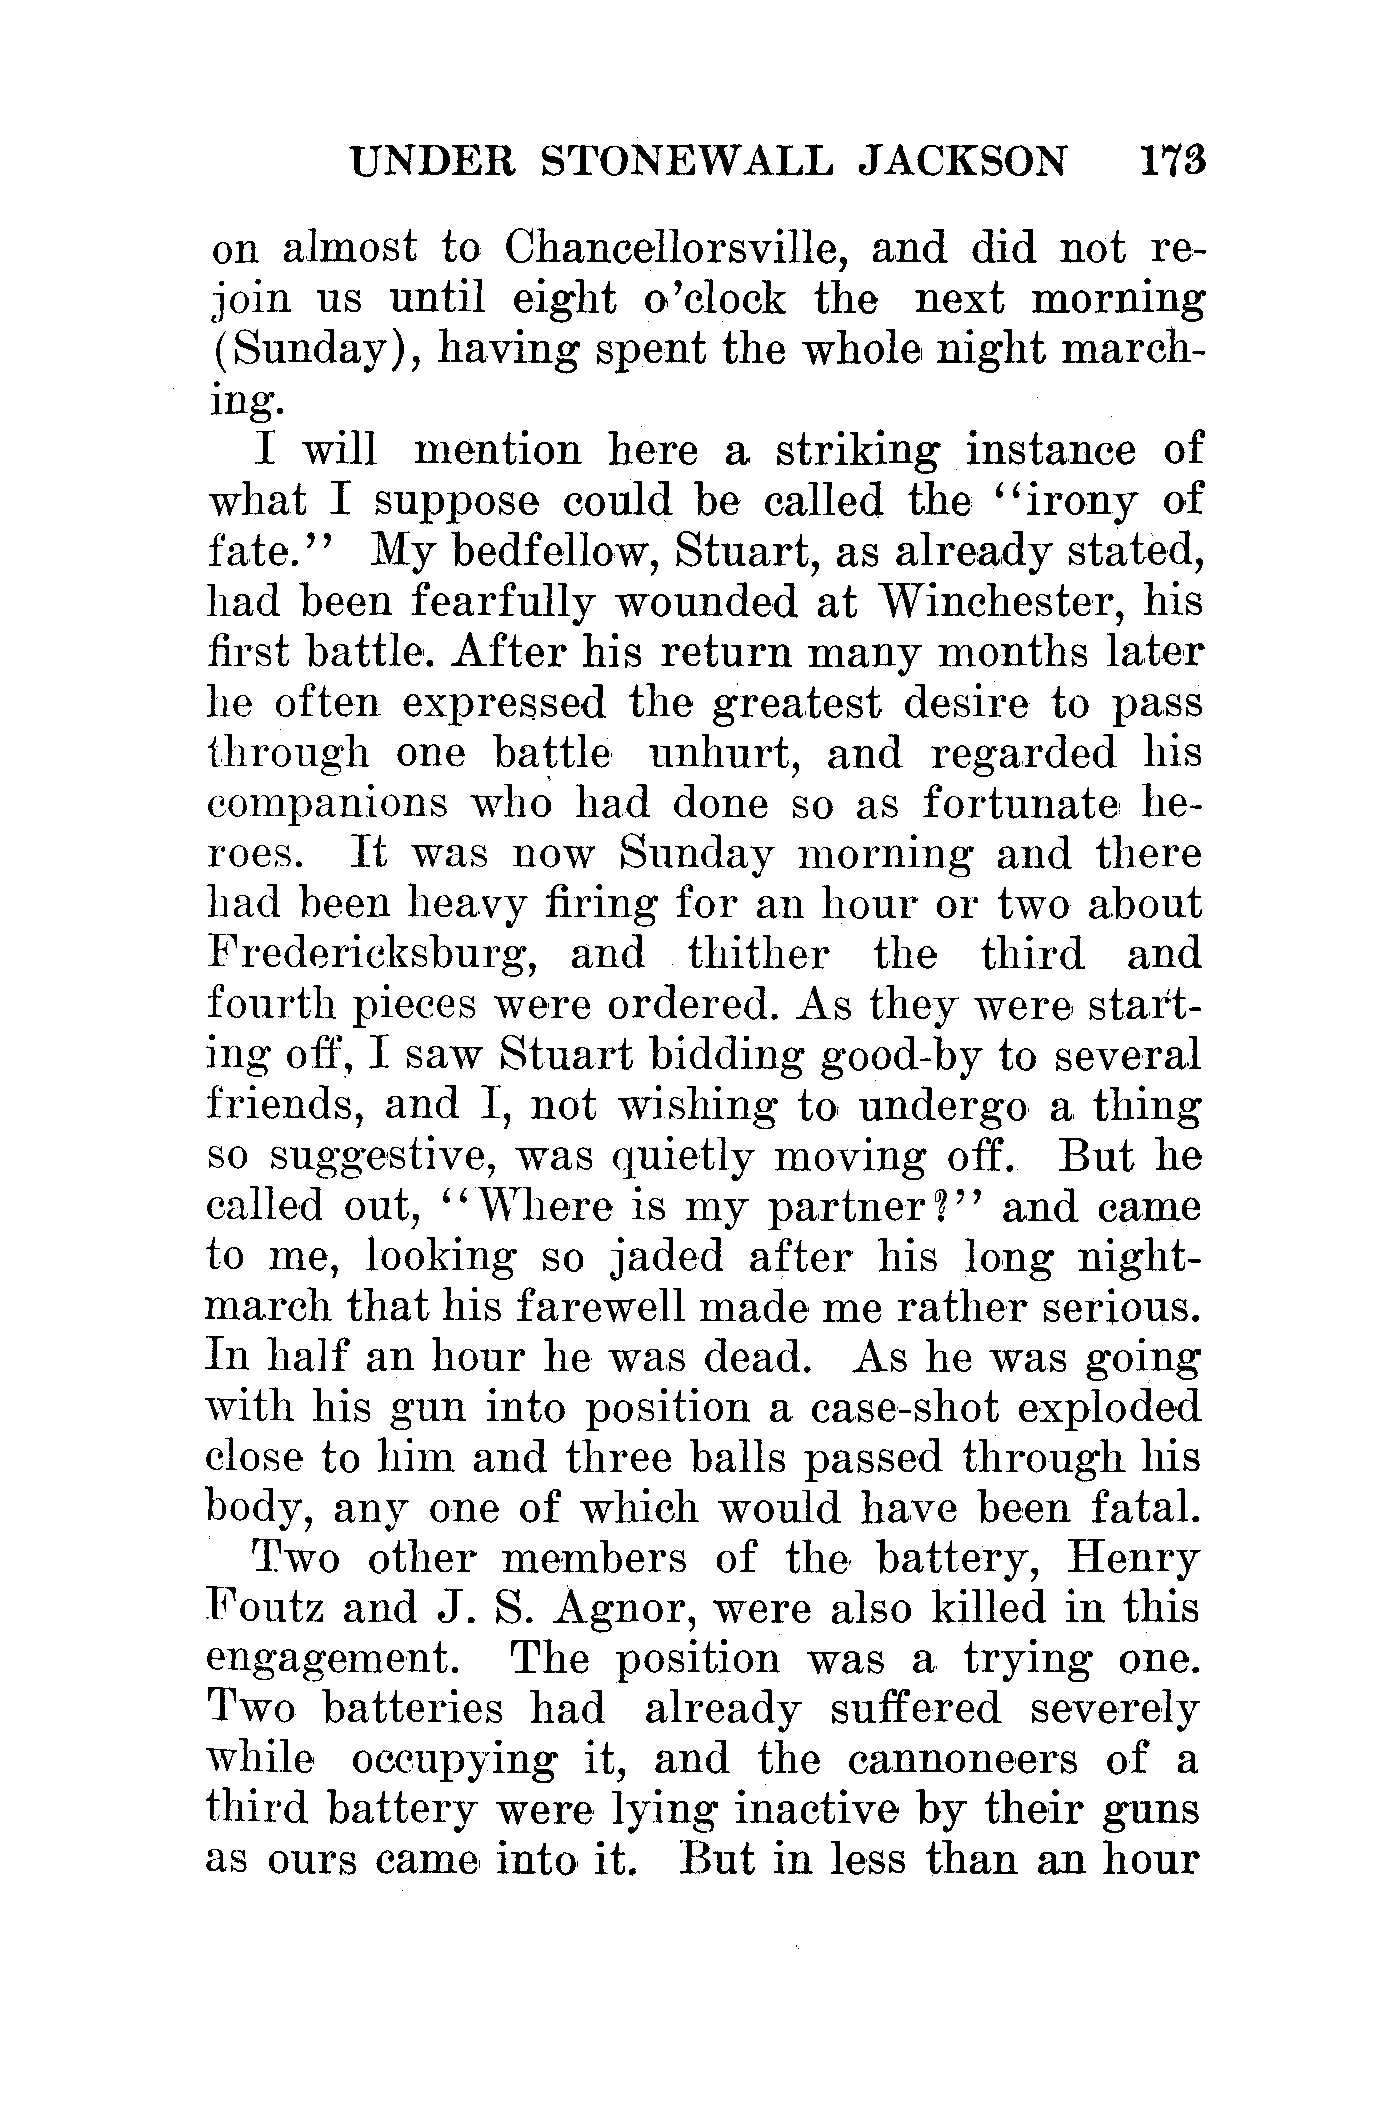 UNDER STONEWALL JACKSON 173
on almost to Chancellorsville, and did not re-
join us until eight o'clock the next morning
(Sunday), having spent the whole night march-
ing.
I will mention here a striking instance of
what I suppose could be called the "irony of
fate." My bedfellow, Stuart, as already stated,
had been fearfully wounded at Winchester, his
first battle. After his return many months later
he often expressed the greatest desire to pass
through one battle unhurt, and regarded his
companions who had done so as fortunate he-
roes. It was now Sunday morning and there
had been heavy firing for an hour or two about
Fredericksburg, and thither the third and
fourth pieces were ordered. As they were start-
ing off, I saw Stuart bidding good-by to several
friends, and I, not wishing to undergo a thing
so suggestive, was quietly moving off. But he
called out, "Where is my partner?" and came
to me, looking so jaded after his long night-
march that his farewell made me rather serious.
In half an hour he was dead. As he was going
with his gun into position a case-shot exploded
close to him and three balls passed through his
body, any one of which would have been fatal.
Two other members of the battery, Henry
Foutz and J. S. Agnor, were also killed in this
engagement. The position was a trying one.
Two batteries had already suffered severely
while occupying it, and the cannoneers of a
third battery were lying inactive by their guns
as ours came into it. But in less than an hour